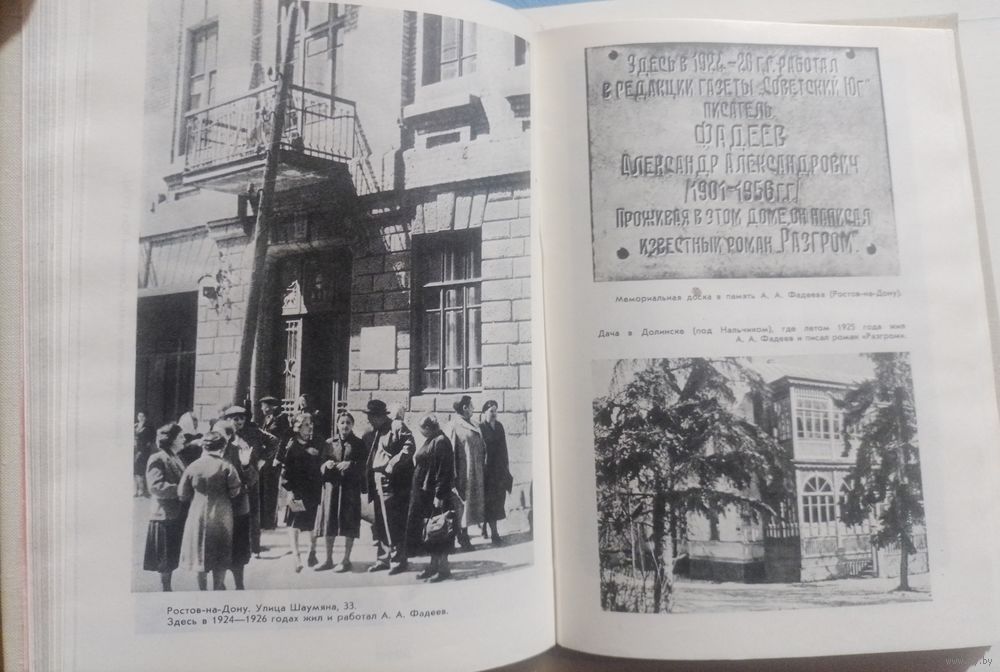 Ростов-на-Дону. Улица Шаумяна, 33.
Здесь в 1924—1926 годах жил и работал А. А. Фадеев.
Здесь в 1924.-26 г.г. работал
в редакции газеты „Советский Юг"
писатель
Фадеев
Александр Александрович
/1901-1956 г.г./
Проживая в этом доме, он написал
известный роман „Разгром".
Мемориальная доска в память А. А. Фадеева (Ростов-на-Дону).
Дача в Долинске (под Нальчиком), где летом 1925 года жил
А. А. Фадеев и писал роман «Разгром».